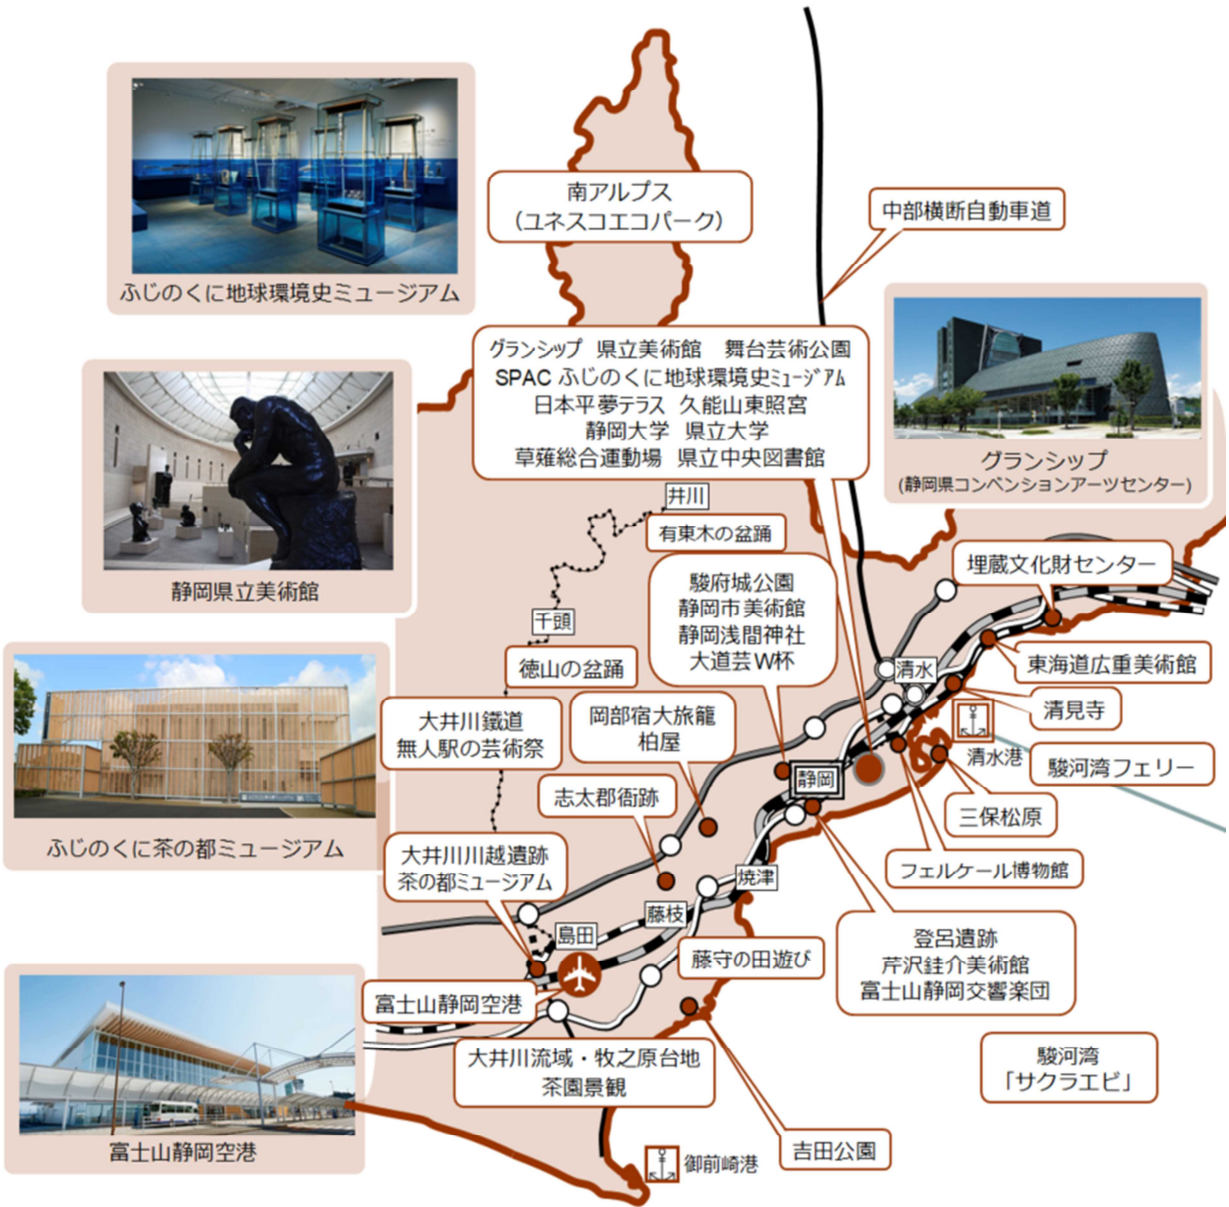 南アルプス
（ユネスコエコパーク）
中部横断自動車道
ふじのくに地球環境史ミュージアム
グランシップ 県立美術館 舞台芸術公園
SPAC ふじのくに地球環境史ﾐｭｰｼﾞｱﾑ
日本平夢テラス 久能山東照宮
静岡大学 県立大学
草薙総合運動場 県立中央図書館
グランシップ
(静岡県コンベンションアーツセンター)
井川
有東木の盆踊
静岡県立美術館
駿府城公園
静岡市美術館
静岡浅間神社
大道芸W杯
埋蔵文化財センター
千頭
徳山の盆踊
清水
東海道広重美術館
大井川鐵道
無人駅の芸術祭
岡部宿大旅籠
柏屋
清見寺
清水港
駿河湾フェリー
静岡
志太郡衙跡
三保松原
ふじのくに茶の都ミュージアム
大井川川越遺跡
茶の都ミュージアム
焼津
フェルケール博物館
藤枝
島田
藤守の田遊び
登呂遺跡
芹沢銈介美術館
富士山静岡交響楽団
富士山静岡空港
大井川流域・牧之原台地
茶園景観
駿河湾
「サクラエビ」
富士山静岡空港
吉田公園
御前崎港